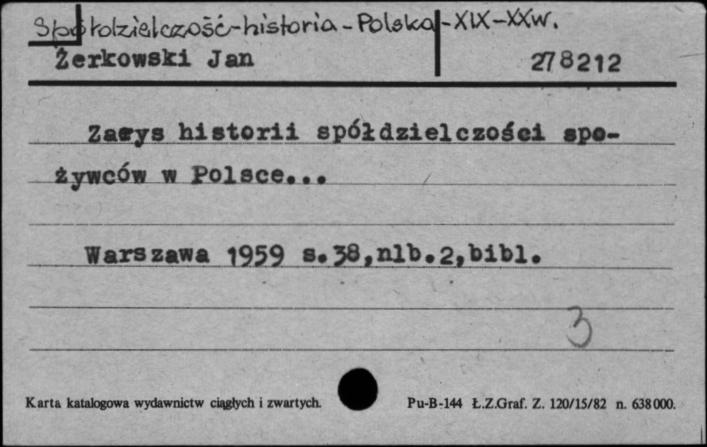 Spółdzielczość-historia-Polska-XIX-XXw.
Żerkowski Jan 278212
Zarys historii spółdzielczości spo-
żywców w Polsce...
Warszawa 1959 s.38,nlb.2,bibl.
3
Karta katalogowa wydawnictw ciągłych i zwartych. Pu-B-144 Ł.Z.Graf. Z. 120/15/82 n. 638000.